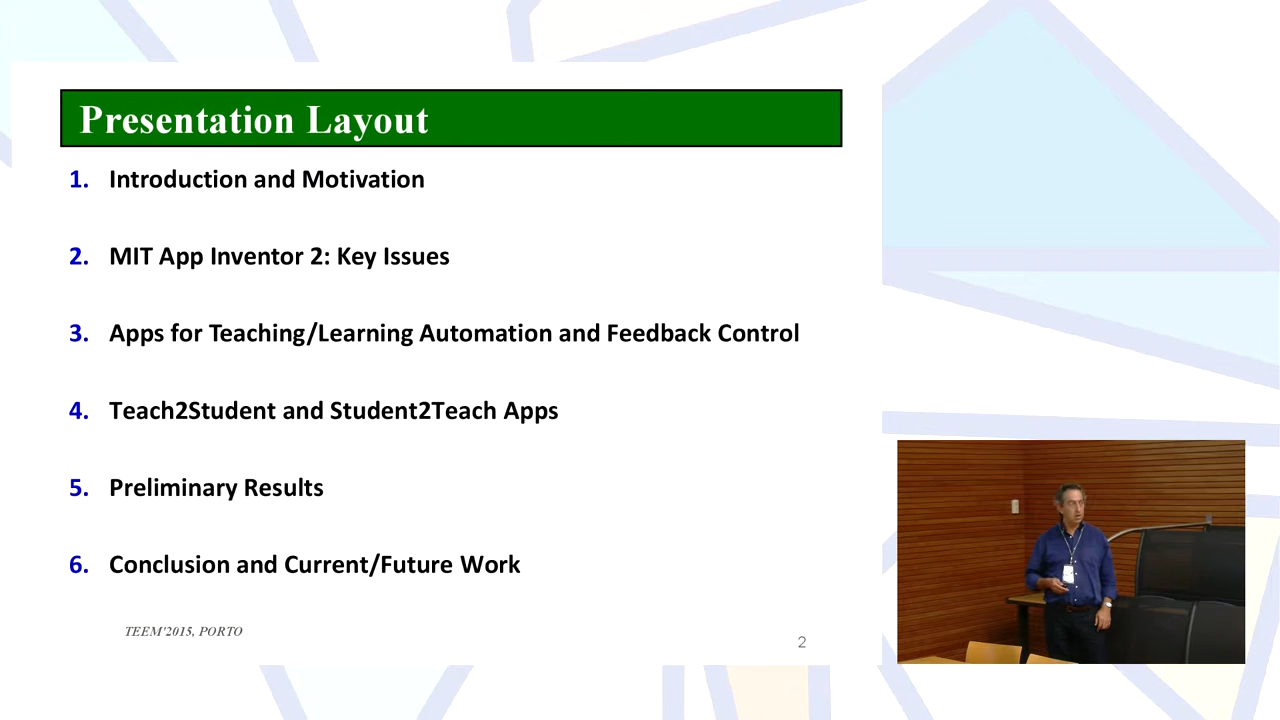 Presentation Layout
1. Introduction and Motivation
2. MIT App Inventor 2: Key Issues
3. Apps for Teaching/Learning Automation and Feedback Control
4. Teach2Student and Student2Teach Apps
5. Preliminary Results
6. Conclusion and Current/Future Work
TEEM'2015, PORTO
2